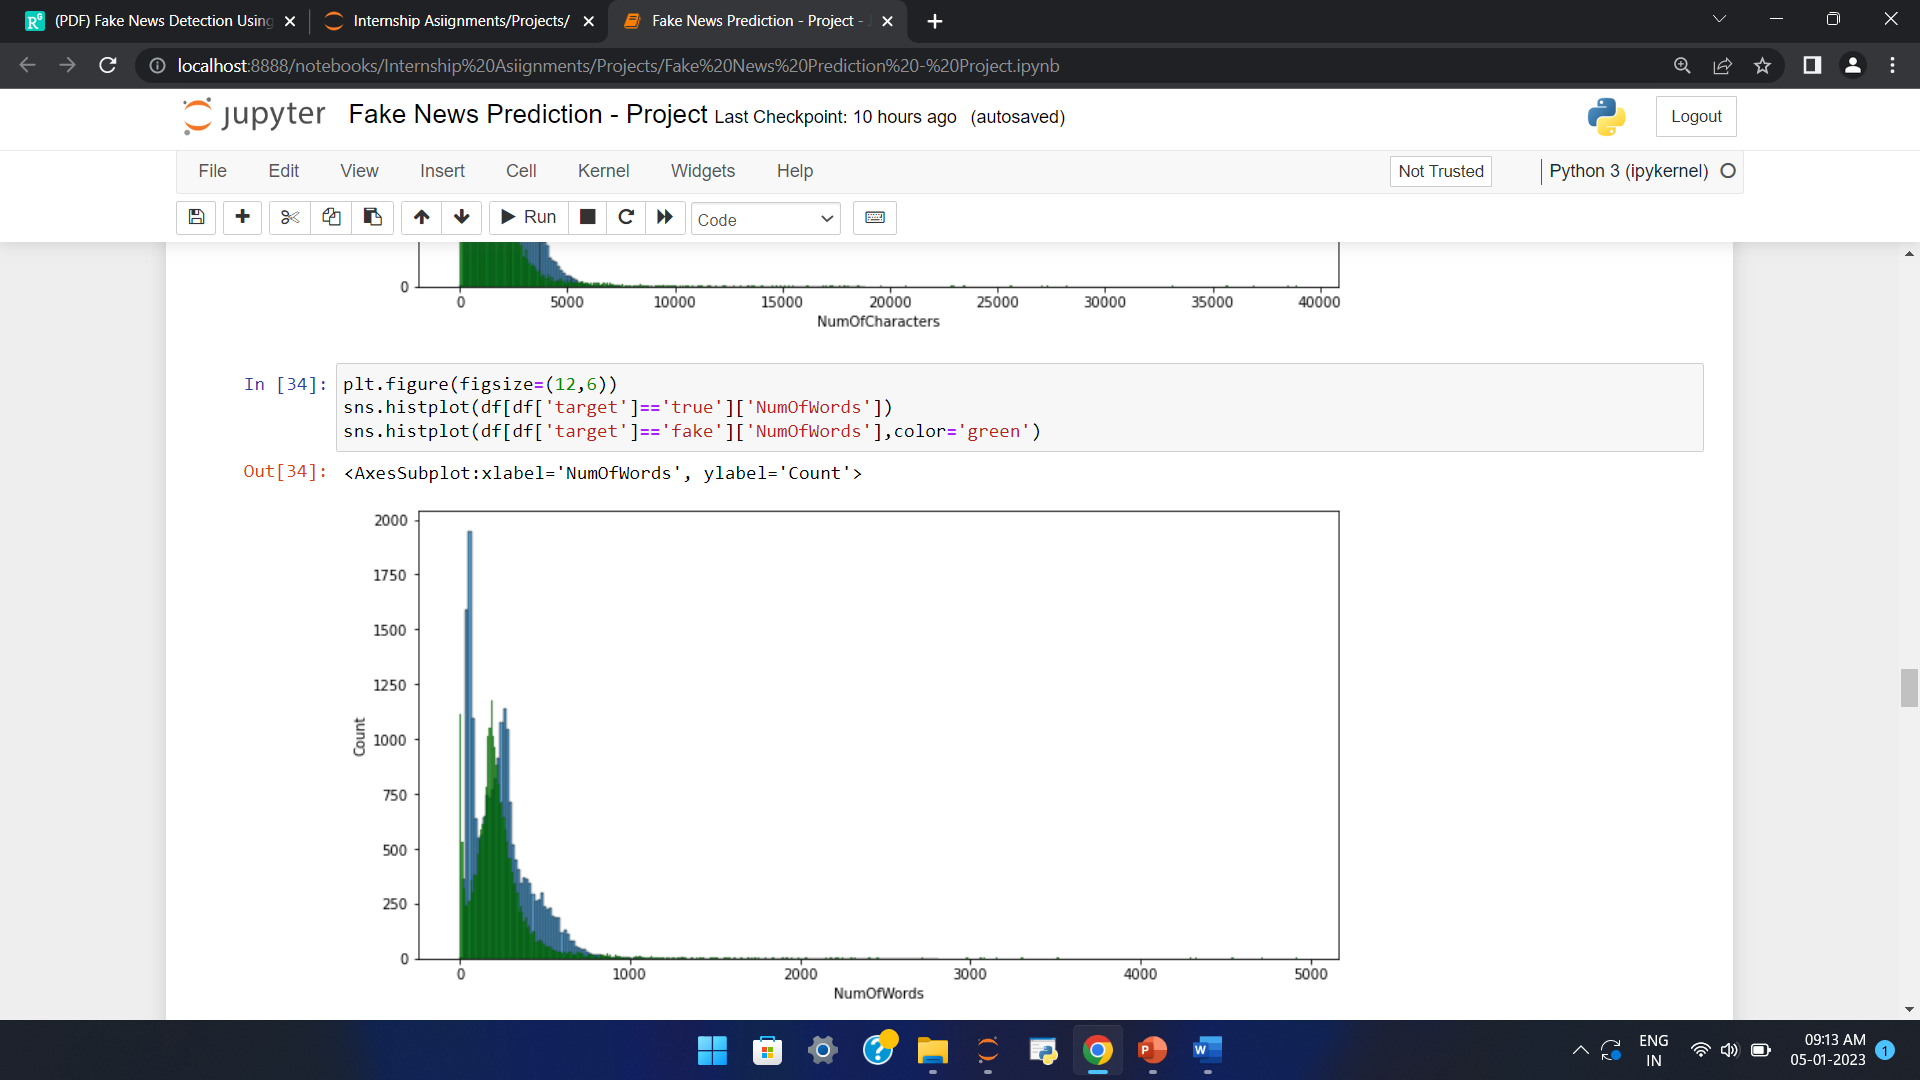 (PDF) Fake News Detection Using
Internship Asiignments/Projects/
Fake News Prediction - Project -
localhost:8888/notebooks/Internship%20Asiignments/Projects/Fake%20News%20Prediction%20-%20Project.ipynb
jupyter Fake News Prediction - Project Last Checkpoint: 10 hours ago (autosaved)
Logout
File Edit View Insert Cell Kernel Widgets Help
Not Trusted
Python 3 (ipykernel)
Run
Code
0
0 5000 10000 15000 20000 25000 30000 35000 40000
NumOfCharacters
In [34]: plt.figure(figsize=(12,6))
sns.histplot(df[df['target']=='true']['NumOfWords'])
sns.histplot(df[df['target']=='fake']['NumOfWords'],color='green')
Out[34]: <AxesSubplot:xlabel='NumOfWords', ylabel='Count'>
2000
1750
1500
1250
Count
1000
750
500
250
0
0 1000 2000 3000 4000 5000
NumOfWords
ENG
IN
09:13 AM
05-01-2023
1